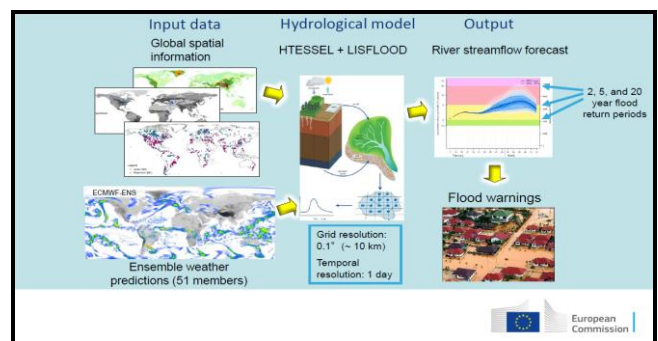 Input data
Hydrological model
Output
Global spatial
information
HTESSEL + LISFLOOD
River streamflow forecast
2, 5, and 20
year flood
return periods
ECMWF-ENS
Flood warnings
Grid resolution:
0.1° (~ 10 km)
Temporal
resolution: 1 day
Ensemble weather
predictions (51 members)
European
Commission